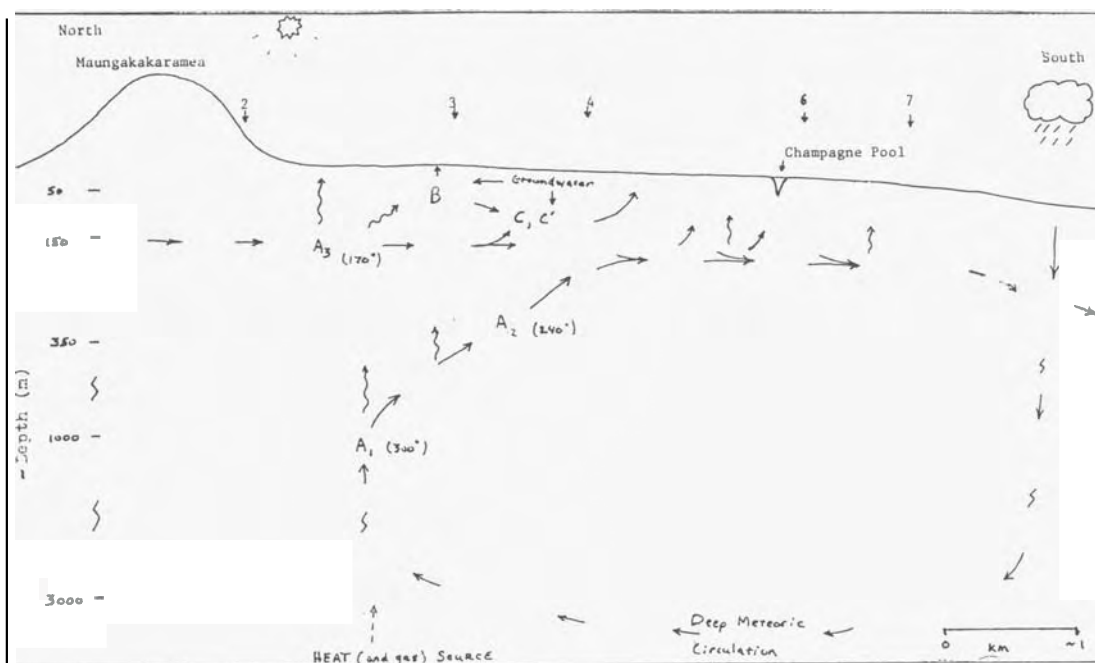 North
Maungakakaramea
South
2
3
4
6
7
Champagne Pool
50
Groundwater
B
C, C'
150
A₃ (170°)
A₂ (240°)
350
Depth (m)
1000
A₁ (300°)
3000
Deep Meteoric
Circulation
0 km ~1
HEAT (and gas) SOURCE